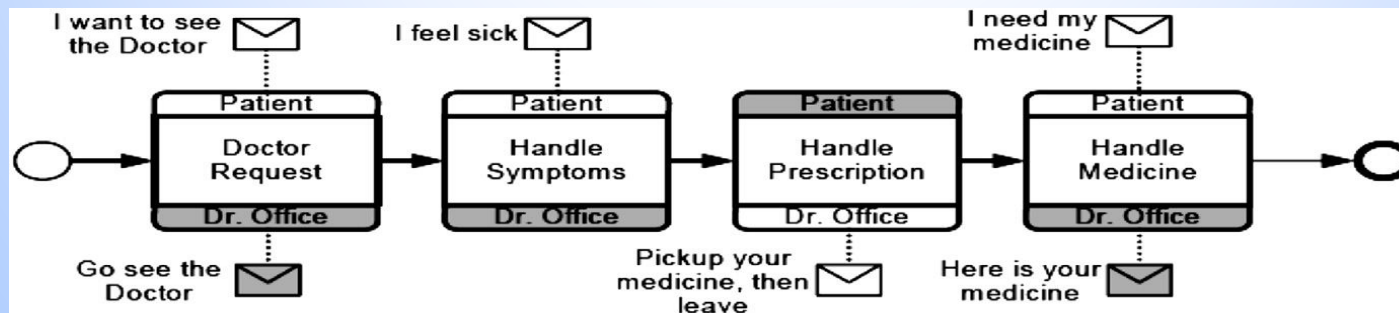 I want to see
the Doctor
I feel sick
I need my
medicine
Patient
Doctor
Request
Dr. Office
Patient
Handle
Symptoms
Dr. Office
Patient
Handle
Prescription
Dr. Office
Patient
Handle
Medicine
Dr. Office
Go see the
Doctor
Pickup your
medicine, then
leave
Here is your
medicine